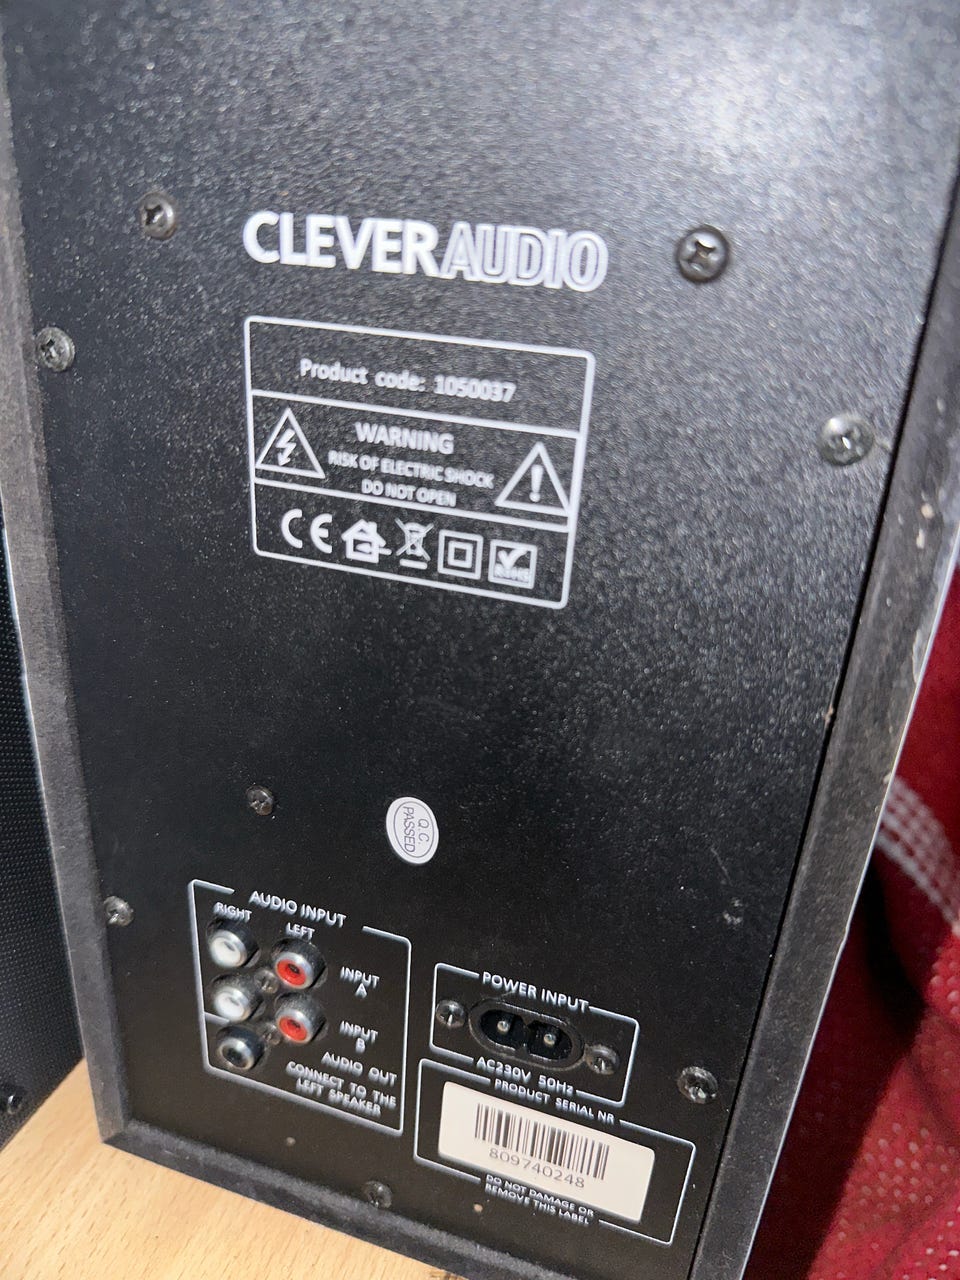 CLEVERAUDIO
Product code: 1050037
WARNING
RISK OF ELECTRIC SHOCK
DO NOT OPEN
CE
RoHS
Q.C.
PASSED
AUDIO INPUT
RIGHT
LEFT
INPUT
A
INPUT
B
AUDIO OUT
CONNECT TO THE
LEFT SPEAKER
POWER INPUT
AC230V 50Hz
PRODUCT SERIAL NR
809740248
DO NOT DAMAGE OR
REMOVE THIS LABEL